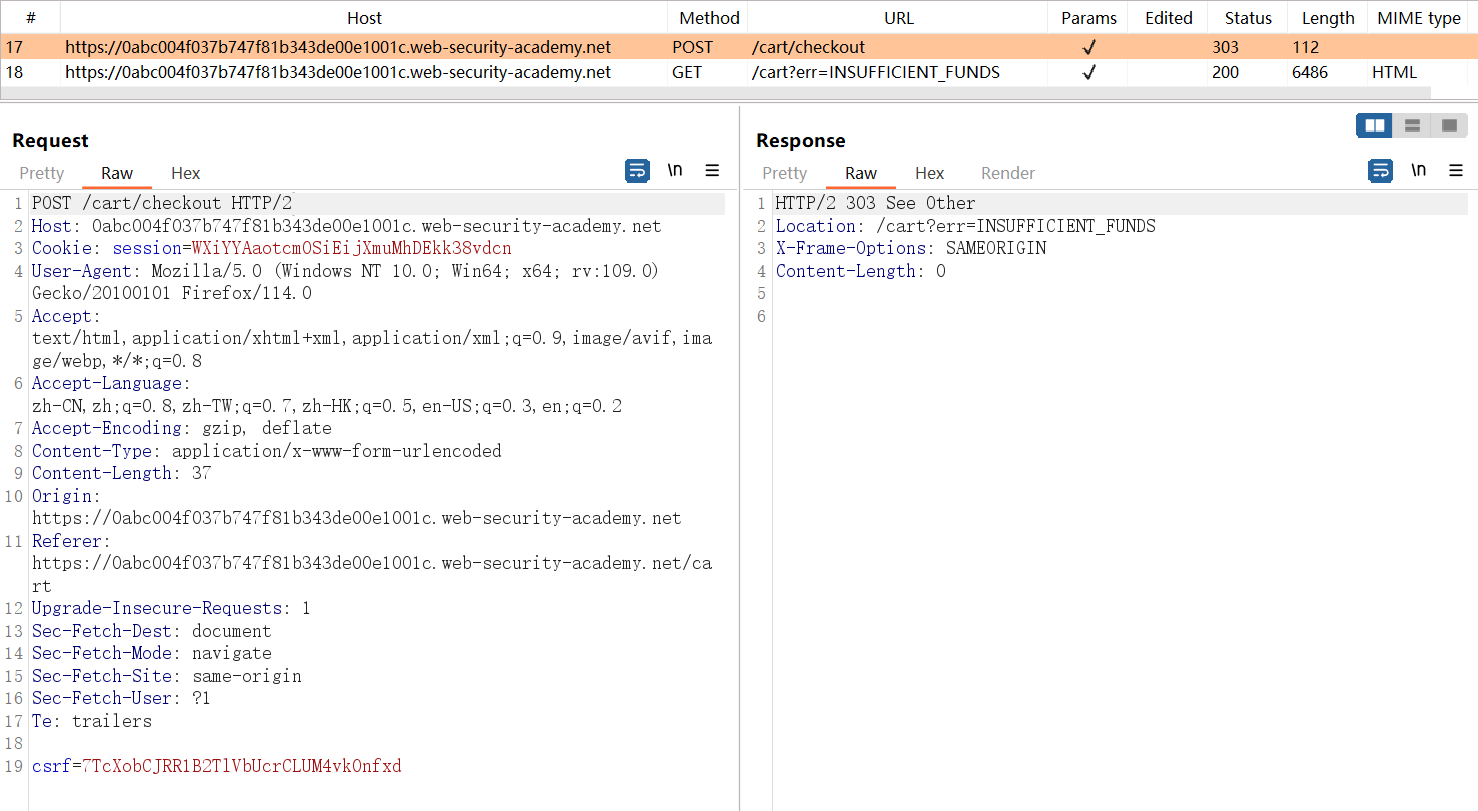 # Host Method URL Params Edited Status Length MIME type
17 https://0abc004f037b747f81b343de00e1001c.web-security-academy.net POST /cart/checkout ✓ 303 112
18 https://0abc004f037b747f81b343de00e1001c.web-security-academy.net GET /cart?err=INSUFFICIENT_FUNDS ✓ 200 6486 HTML
Request
Pretty Raw Hex \n
1 POST /cart/checkout HTTP/2
2 Host: 0abc004f037b747f81b343de00e1001c.web-security-academy.net
3 Cookie: session=WXiYYAaotcmOSiEijXmuMhDEkk38vdcn
4 User-Agent: Mozilla/5.0 (Windows NT 10.0; Win64; x64; rv:109.0)
Gecko/20100101 Firefox/114.0
5 Accept:
text/html,application/xhtml+xml,application/xml;q=0.9,image/avif,ima
ge/webp,*/*;q=0.8
6 Accept-Language:
zh-CN,zh;q=0.8,zh-TW;q=0.7,zh-HK;q=0.5,en-US;q=0.3,en;q=0.2
7 Accept-Encoding: gzip, deflate
8 Content-Type: application/x-www-form-urlencoded
9 Content-Length: 37
10 Origin:
https://0abc004f037b747f81b343de00e1001c.web-security-academy.net
11 Referer:
https://0abc004f037b747f81b343de00e1001c.web-security-academy.net/ca
rt
12 Upgrade-Insecure-Requests: 1
13 Sec-Fetch-Dest: document
14 Sec-Fetch-Mode: navigate
15 Sec-Fetch-Site: same-origin
16 Sec-Fetch-User: ?1
17 Te: trailers
18
19 csrf=7TcXobCJRR1B2TlVbUcrCLUM4vkOnfxd
Response
Pretty Raw Hex Render \n
1 HTTP/2 303 See Other
2 Location: /cart?err=INSUFFICIENT_FUNDS
3 X-Frame-Options: SAMEORIGIN
4 Content-Length: 0
5
6